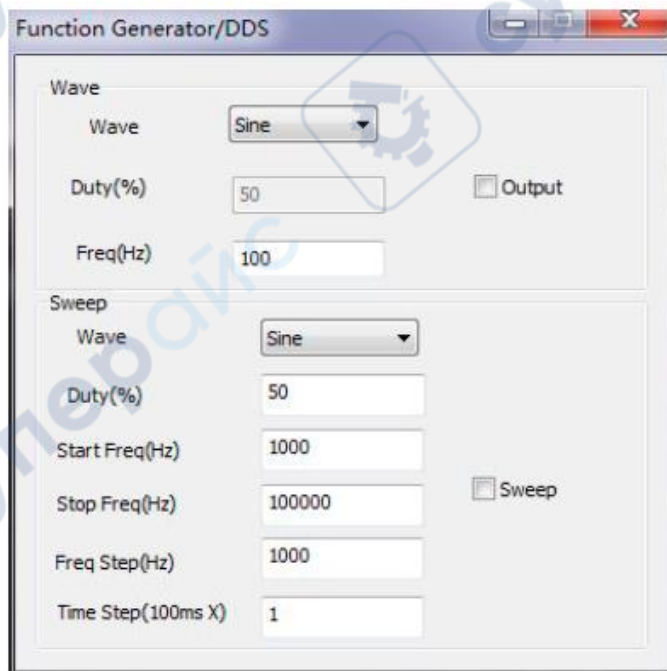 Function Generator/DDS
Wave
Wave Sine
Duty(%) 50 Output
Freq(Hz) 100
Sweep
Wave Sine
Duty(%) 50
Start Freq(Hz) 1000
Stop Freq(Hz) 100000 Sweep
Freq Step(Hz) 1000
Time Step(100ms X) 1